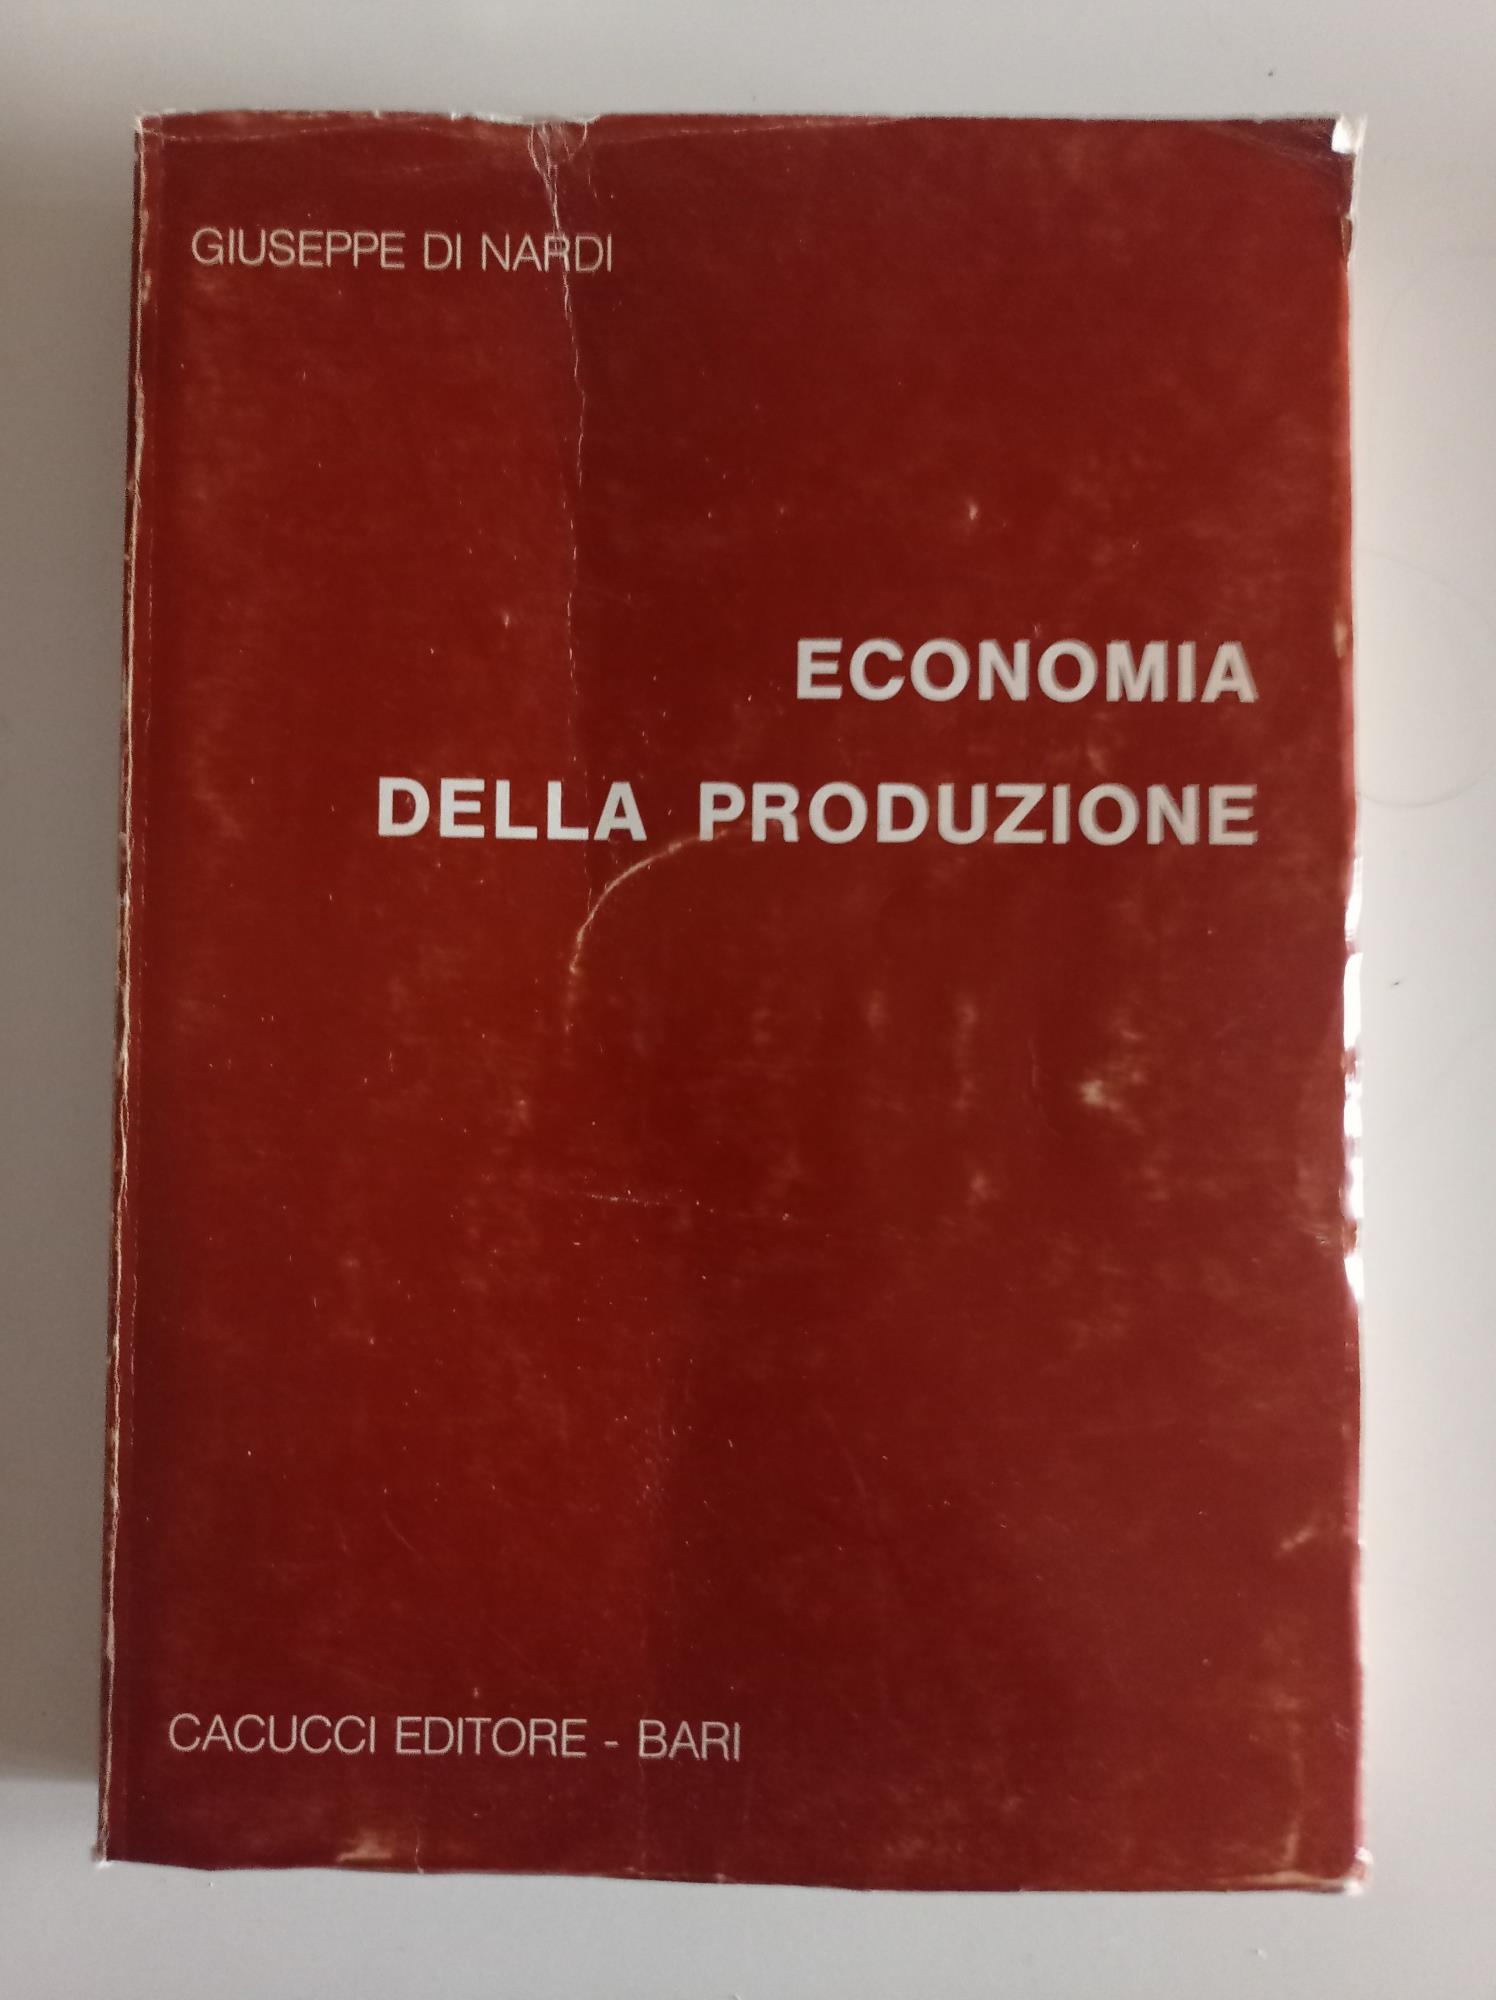 GIUSEPPE DI NARDI
ECONOMIA
DELLA PRODUZIONE
CACUCCI EDITORE - BARI